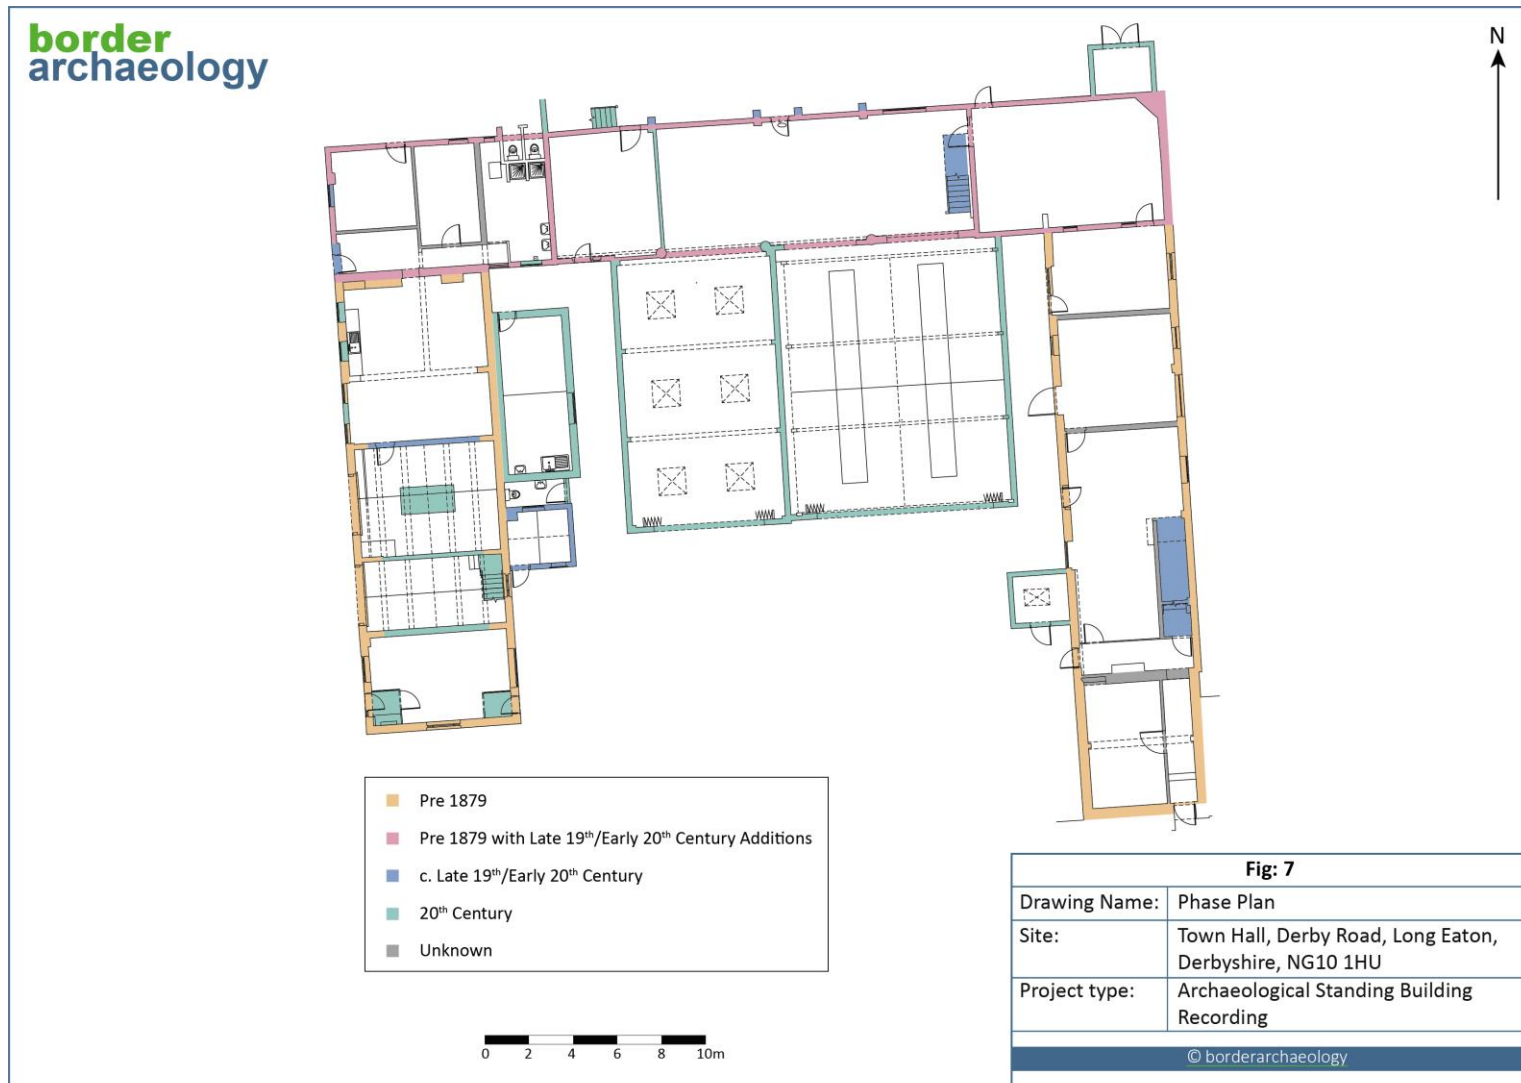 border
archaeology
N
Pre 1879
Pre 1879 with Late 19th/Early 20th Century Additions
c. Late 19th/Early 20th Century
20th Century
Unknown
0 2 4 6 8 10m
Fig: 7
Drawing Name: Phase Plan
Site: Town Hall, Derby Road, Long Eaton,
Derbyshire, NG10 1HU
Project type: Archaeological Standing Building
Recording
© borderarchaeology